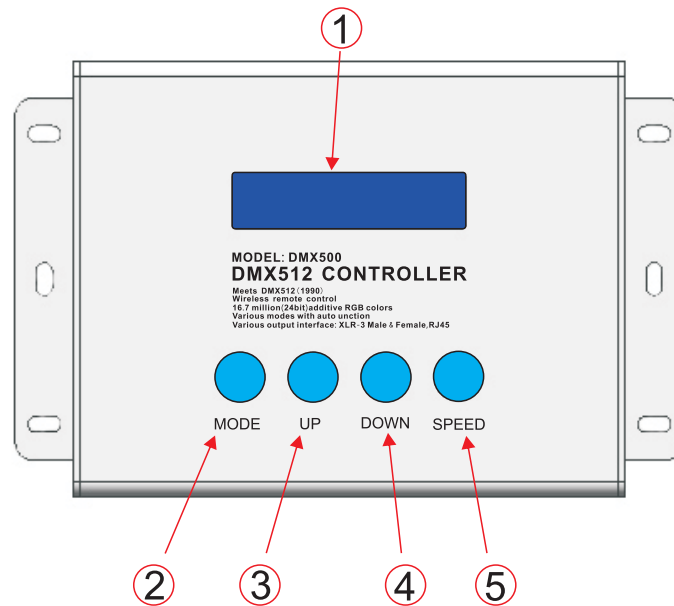 1
MODEL: DMX500
DMX512 CONTROLLER
Meets DMX512(1990)
Wireless remote control
16.7 million(24bit)additive RGB colors
Various modes with auto unction
Various output interface: XLR-3 Male & Female,RJ45
MODE UP DOWN SPEED
2 3 4 5